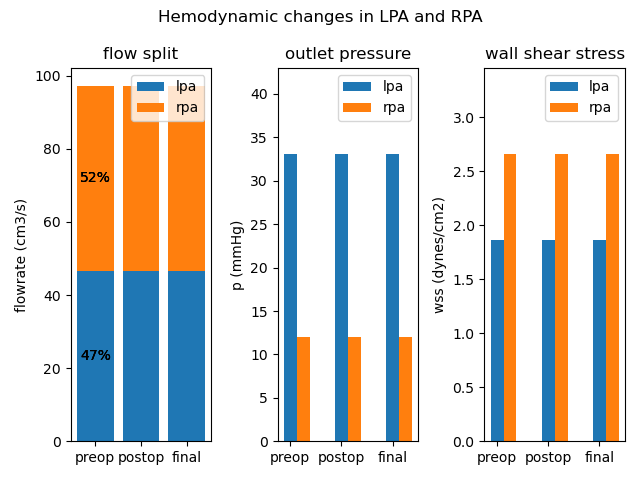 Hemodynamic changes in LPA and RPA
flow split
flowrate (cm3/s)
100
80
60
40
20
0
lpa
rpa
52%
47%
preop
postop
final
outlet pressure
p (mmHg)
40
35
30
25
20
15
10
5
0
lpa
rpa
preop
postop
final
wall shear stress
wss (dynes/cm2)
3.0
2.5
2.0
1.5
1.0
0.5
0.0
lpa
rpa
preop
postop
final